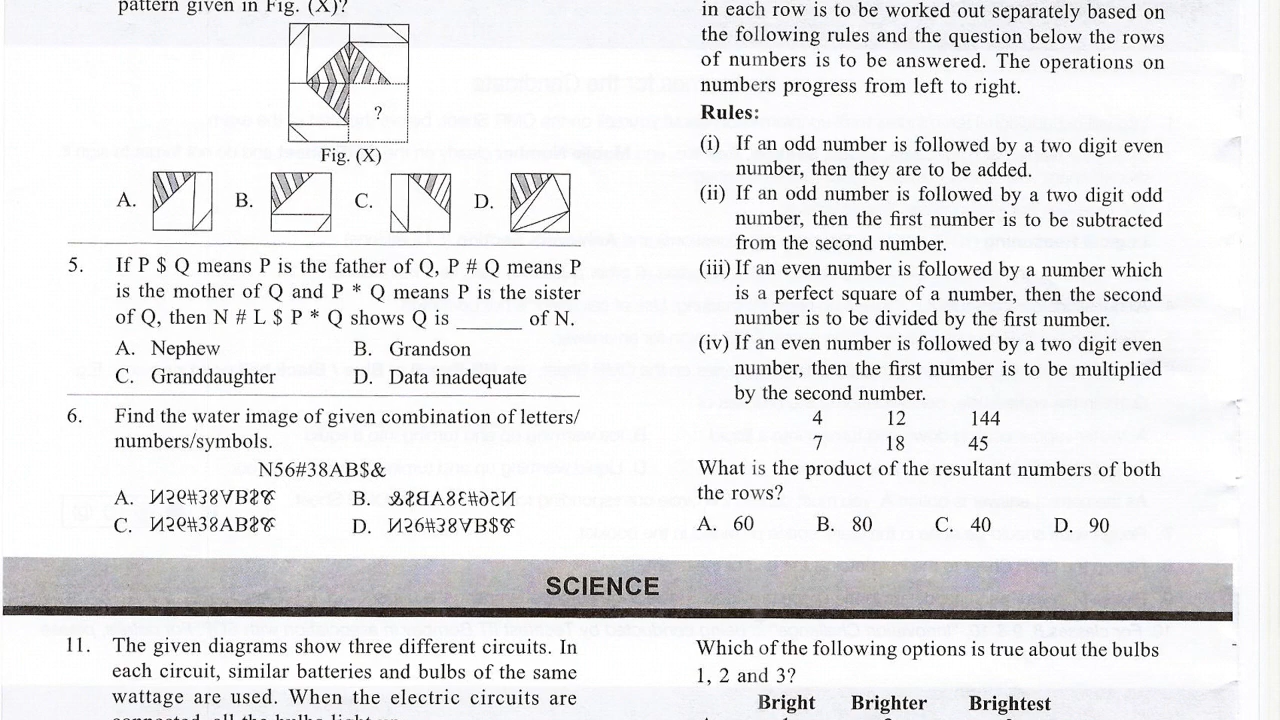 pattern given in Fig. (X)?
?
Fig. (X)
A. B. C. D.
5. If P $ Q means P is the father of Q, P # Q means P
is the mother of Q and P * Q means P is the sister
of Q, then N # L $ P * Q shows Q is ______ of N.
A. Nephew B. Grandson
C. Granddaughter D. Data inadequate
6. Find the water image of given combination of letters/
numbers/symbols.
N56#38AB$&
A.
B.
C.
D.
in each row is to be worked out separately based on
the following rules and the question below the rows
of numbers is to be answered. The operations on
numbers progress from left to right.
Rules:
(i) If an odd number is followed by a two digit even
number, then they are to be added.
(ii) If an odd number is followed by a two digit odd
number, then the first number is to be subtracted
from the second number.
(iii) If an even number is followed by a number which
is a perfect square of a number, then the second
number is to be divided by the first number.
(iv) If an even number is followed by a two digit even
number, then the first number is to be multiplied
by the second number.
4 12 144
7 18 45
What is the product of the resultant numbers of both
the rows?
A. 60 B. 80 C. 40 D. 90
SCIENCE
11. The given diagrams show three different circuits. In
each circuit, similar batteries and bulbs of the same
wattage are used. When the electric circuits are
Which of the following options is true about the bulbs
1, 2 and 3?
Bright Brighter Brightest